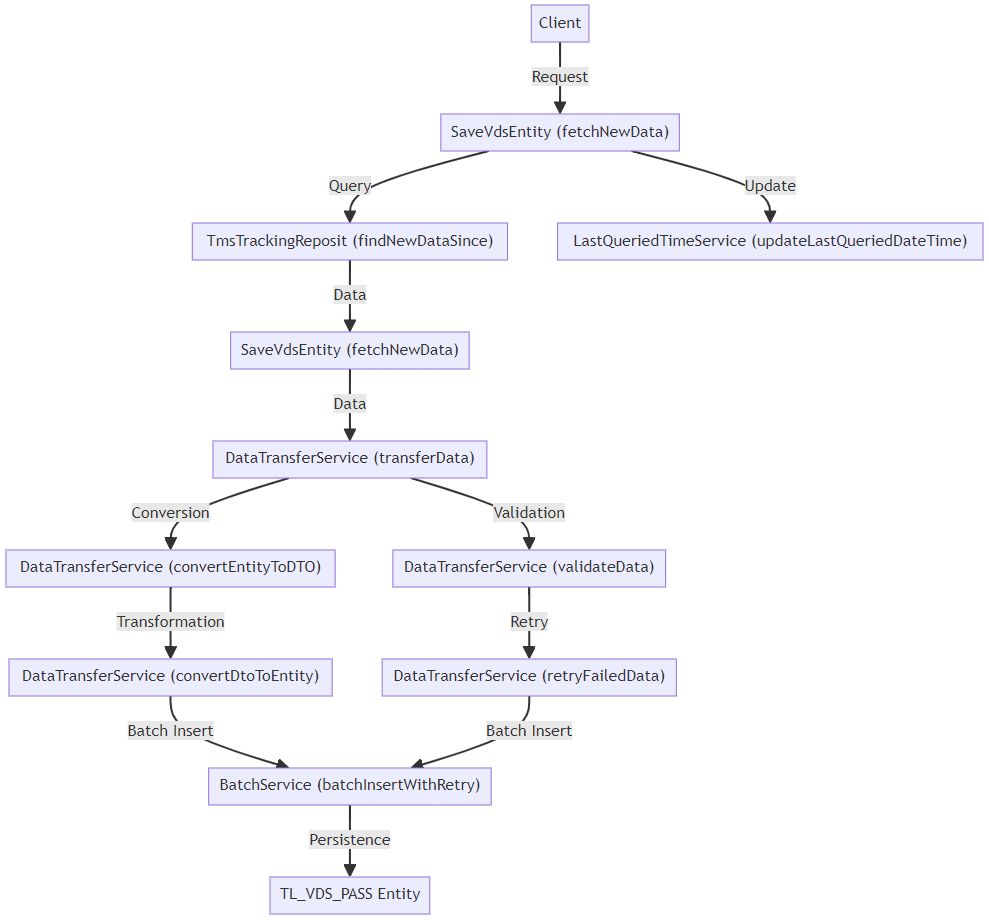 Client
Request
SaveVdsEntity (fetchNewData)
Query
Update
TmsTrackingReposit (findNewDataSince)
LastQueriedTimeService (updateLastQueriedDateTime)
Data
SaveVdsEntity (fetchNewData)
Data
DataTransferService (transferData)
Conversion
Validation
DataTransferService (convertEntityToDTO)
DataTransferService (validateData)
Transformation
Retry
DataTransferService (convertDtoToEntity)
DataTransferService (retryFailedData)
Batch Insert
Batch Insert
BatchService (batchInsertWithRetry)
Persistence
TL_VDS_PASS Entity